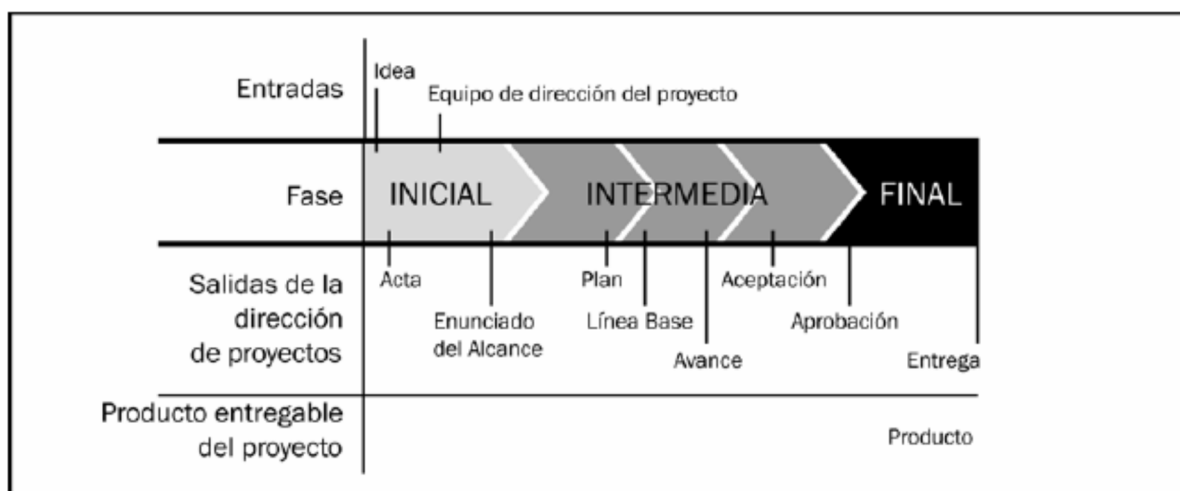 Idea
Entradas
Equipo de dirección del proyecto
Fase
INICIAL
INTERMEDIA
FINAL
Salidas de la
dirección
de proyectos
Acta
Plan
Aceptación
Enunciado
del Alcance
Línea Base
Aprobación
Avance
Entrega
Producto entregable
del proyecto
Producto